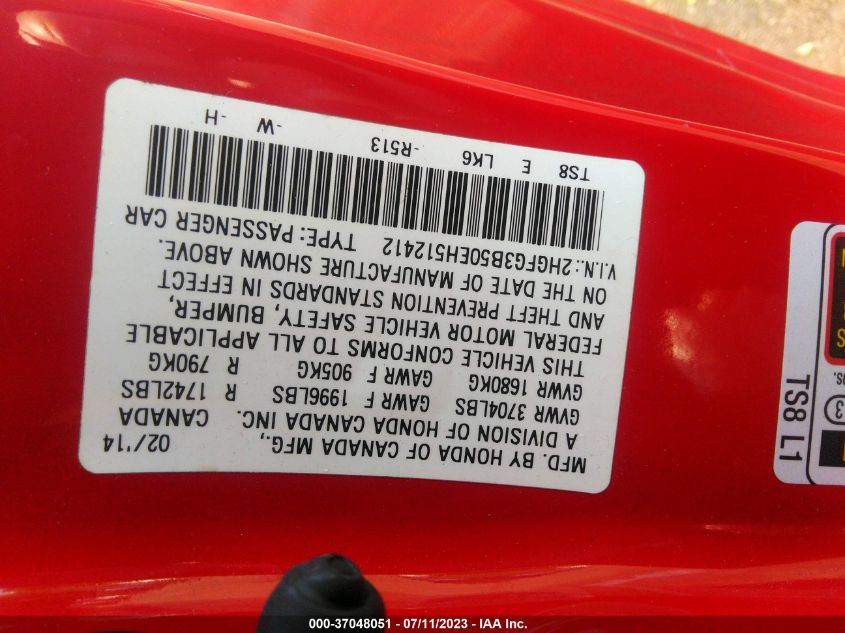 MFD. BY HONDA OF CANADA MFG., 02/'14
A DIVISION OF HONDA CANADA INC. CANADA
GVWR 3704LBS GAWR F 1996LBS R 1742LBS
GVWR 1680KG GAWR F 905KG R 790KG
THIS VEHICLE CONFORMS TO ALL APPLICABLE
FEDERAL MOTOR VEHICLE SAFETY, BUMPER,
AND THEFT PREVENTION STANDARDS IN EFFECT
ON THE DATE OF MANUFACTURE SHOWN ABOVE.
V.I.N.: 2HGFG3B50EH512412 TYPE: PASSENGER CAR
TS8 E LK6 -R513 -W -H
TS8 L1
000-37048051 - 07/11/2023 - IAA Inc.